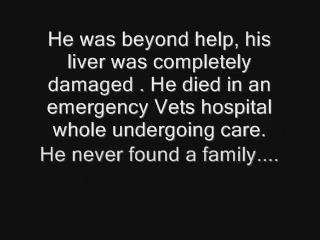 He was beyond help, his
liver was completely
damaged . He died in an
emergency Vets hospital
whole undergoing care.
He never found a family....